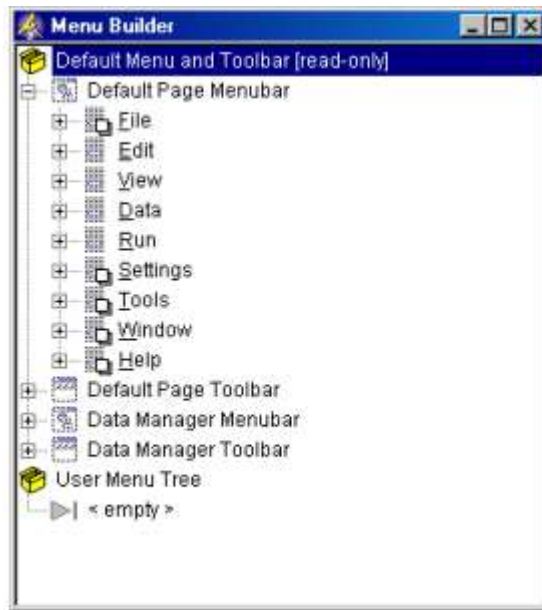 Menu Builder
Default Menu and Toolbar [read-only]
Default Page Menubar
File
Edit
View
Data
Run
Settings
Tools
Window
Help
Default Page Toolbar
Data Manager Menubar
Data Manager Toolbar
User Menu Tree
< empty >